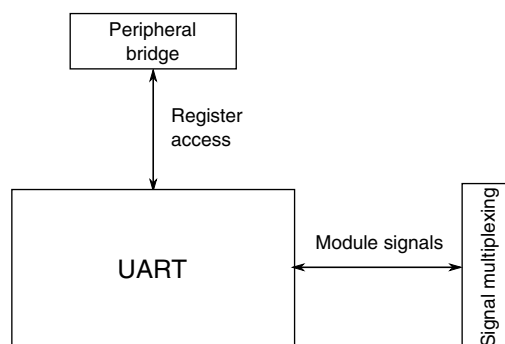 Peripheral
bridge
Register
access
UART
Module signals
Signal multiplexing